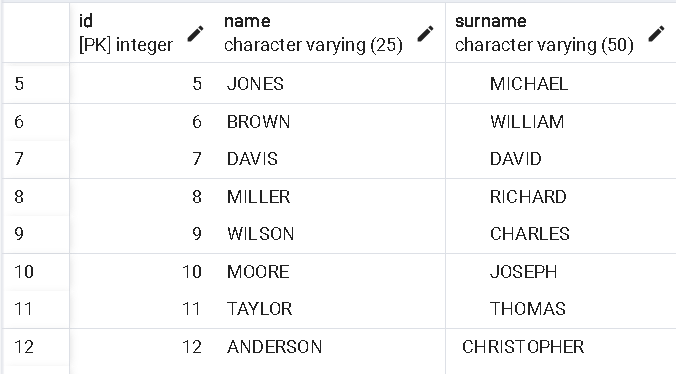 id name surname
[PK] integer character varying (25) character varying (50)
5 5 JONES MICHAEL
6 6 BROWN WILLIAM
7 7 DAVIS DAVID
8 8 MILLER RICHARD
9 9 WILSON CHARLES
10 10 MOORE JOSEPH
11 11 TAYLOR THOMAS
12 12 ANDERSON CHRISTOPHER